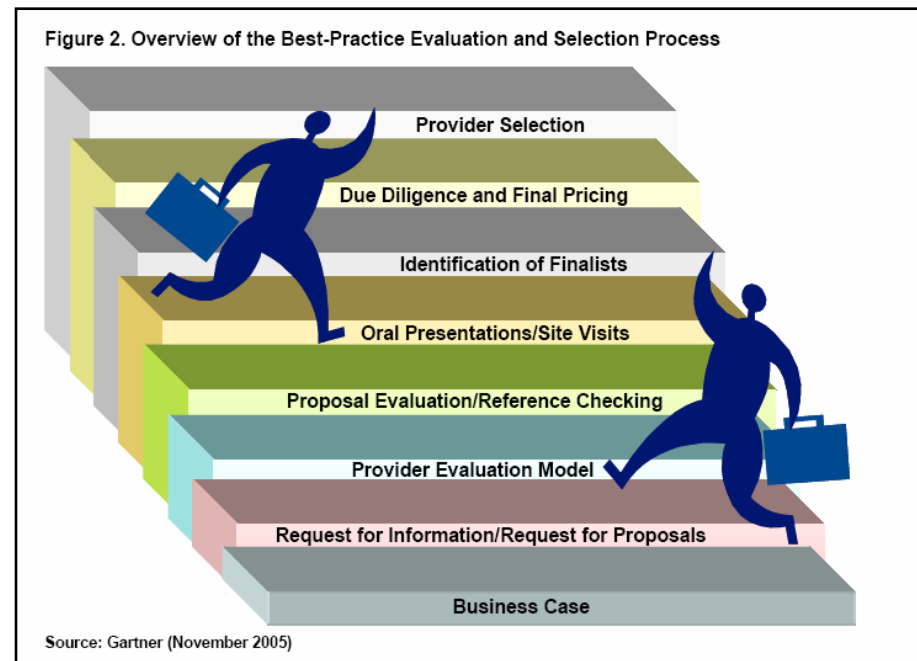 Figure 2. Overview of the Best-Practice Evaluation and Selection Process
Provider Selection
Due Diligence and Final Pricing
Identification of Finalists
Oral Presentations/Site Visits
Proposal Evaluation/Reference Checking
Provider Evaluation Model
Request for Information/Request for Proposals
Business Case
Source: Gartner (November 2005)